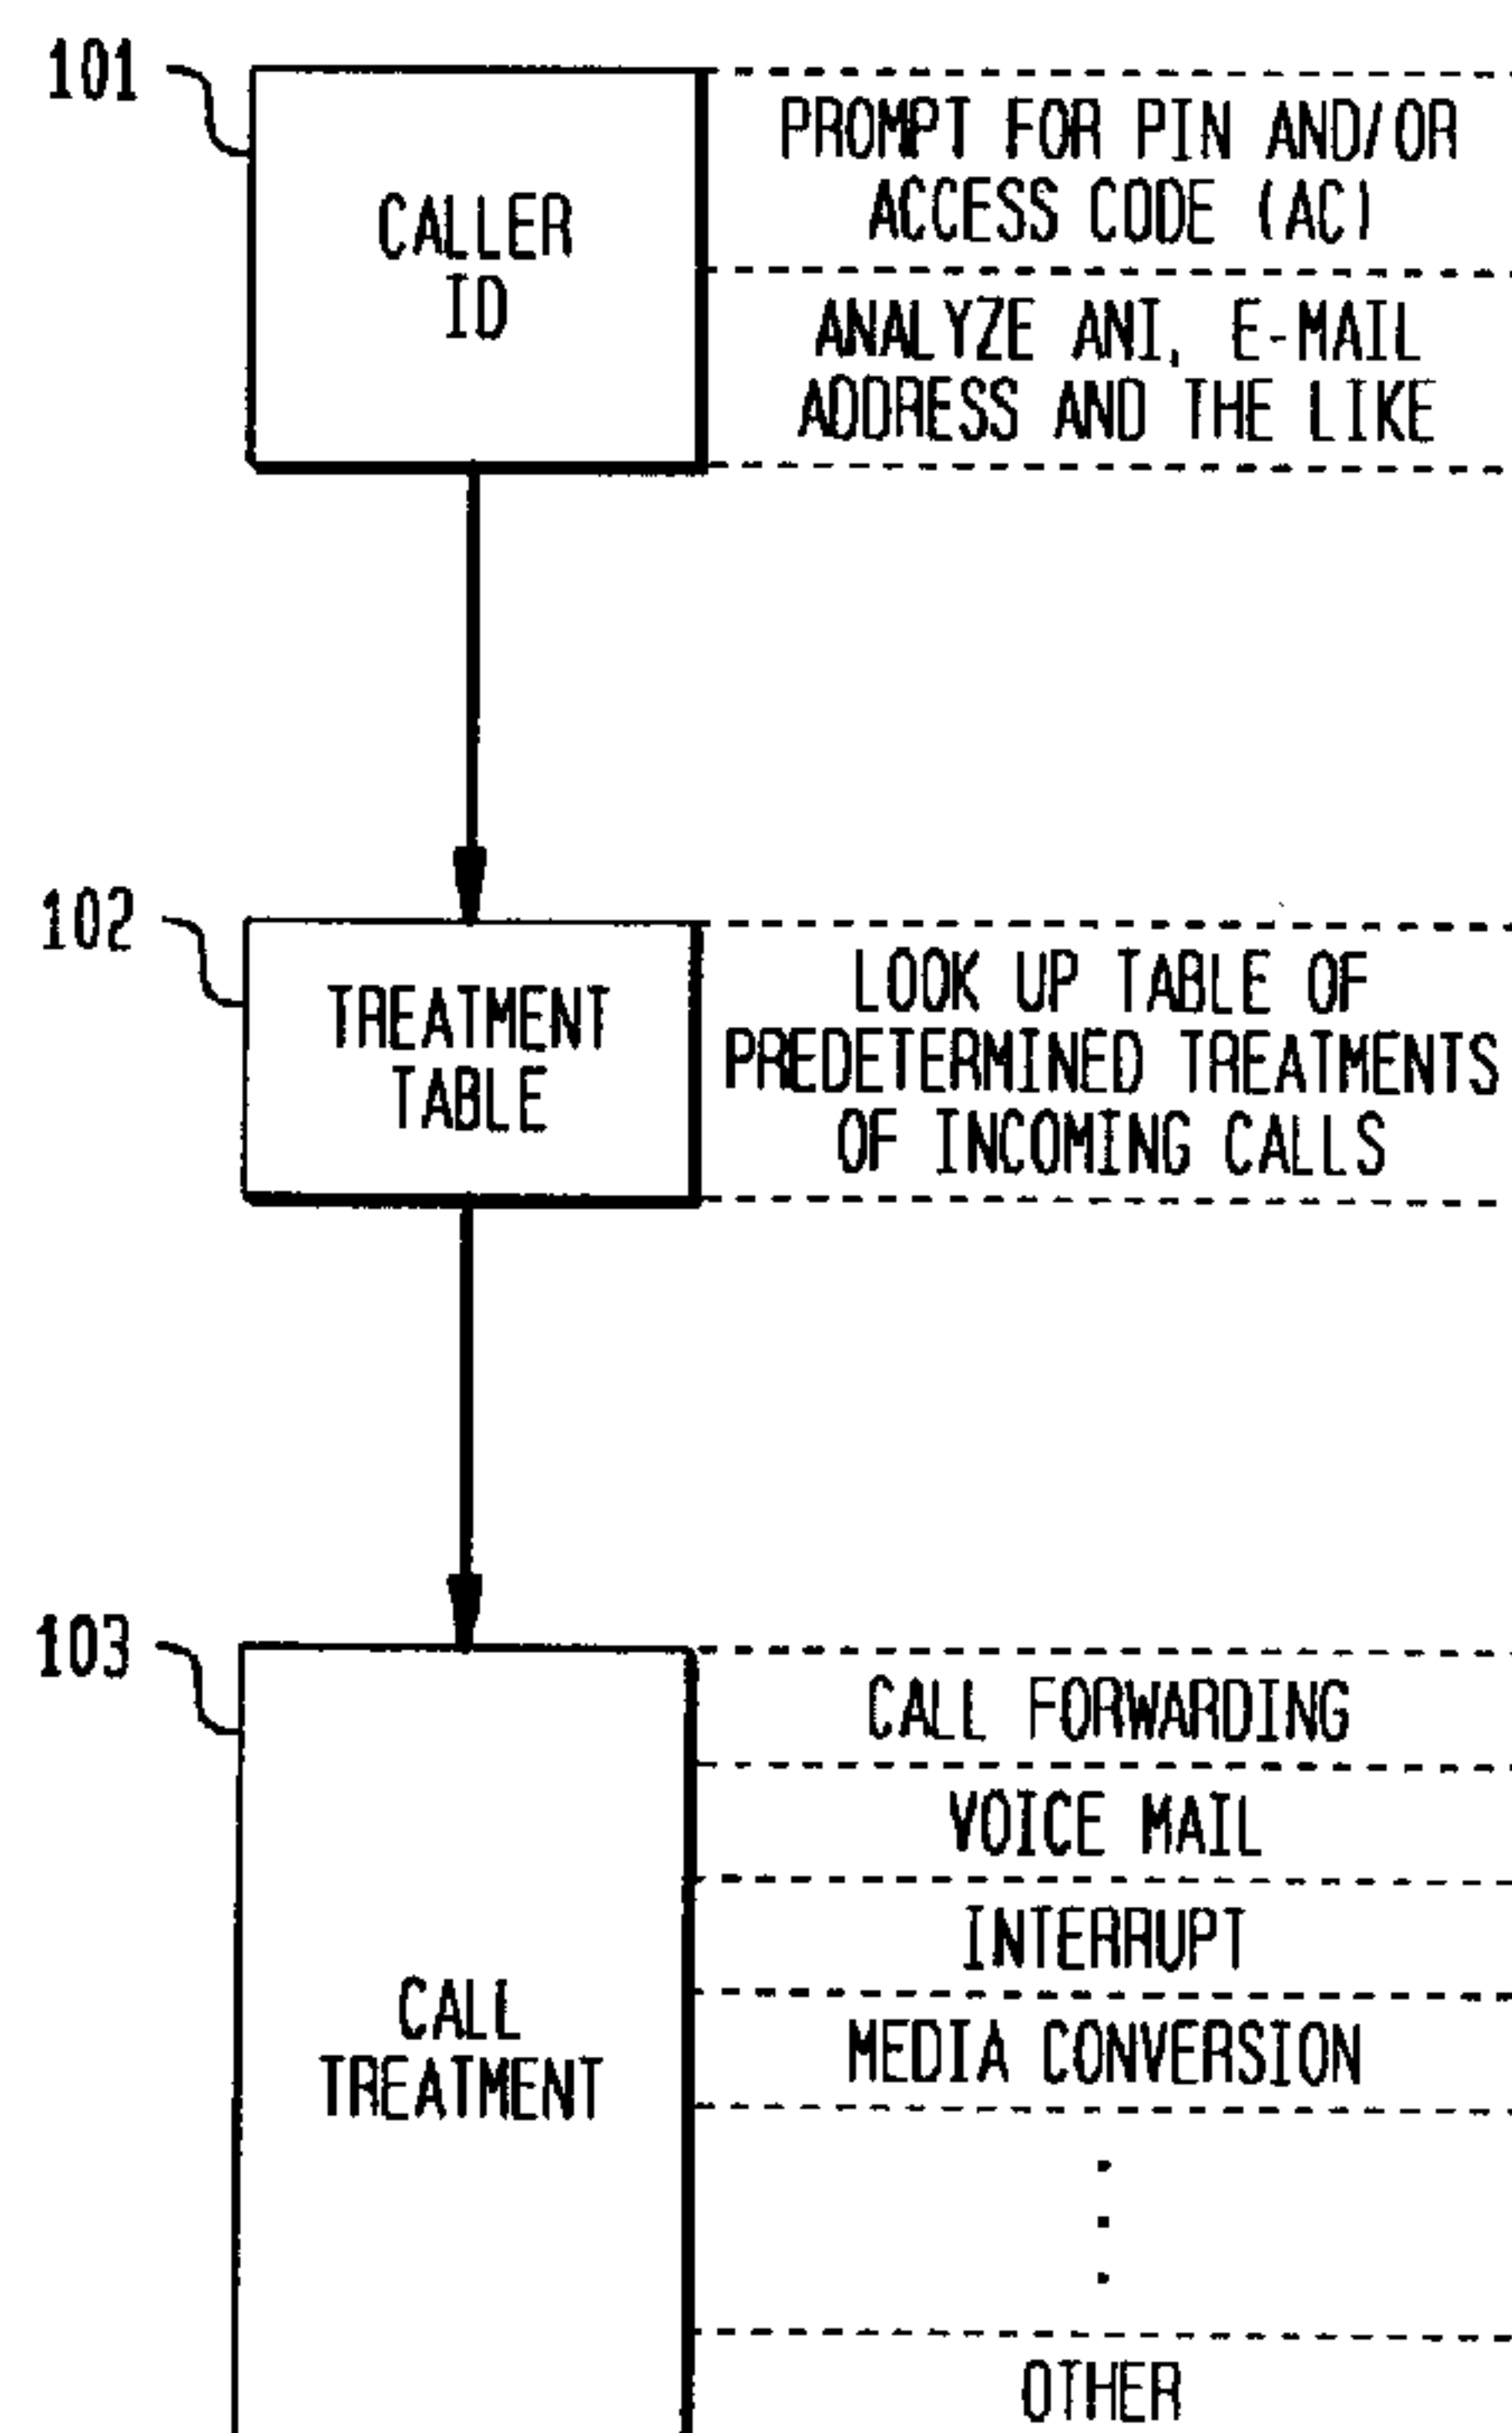 101
CALLER
ID
PROMPT FOR PIN AND/OR
ACCESS CODE (AC)
ANALYZE ANI, E-MAIL
ADDRESS AND THE LIKE
102
TREATMENT
TABLE
LOOK UP TABLE OF
PREDETERMINED TREATMENTS
OF INCOMING CALLS
103
CALL
TREATMENT
CALL FORWARDING
VOICE MAIL
INTERRUPT
MEDIA CONVERSION
OTHER